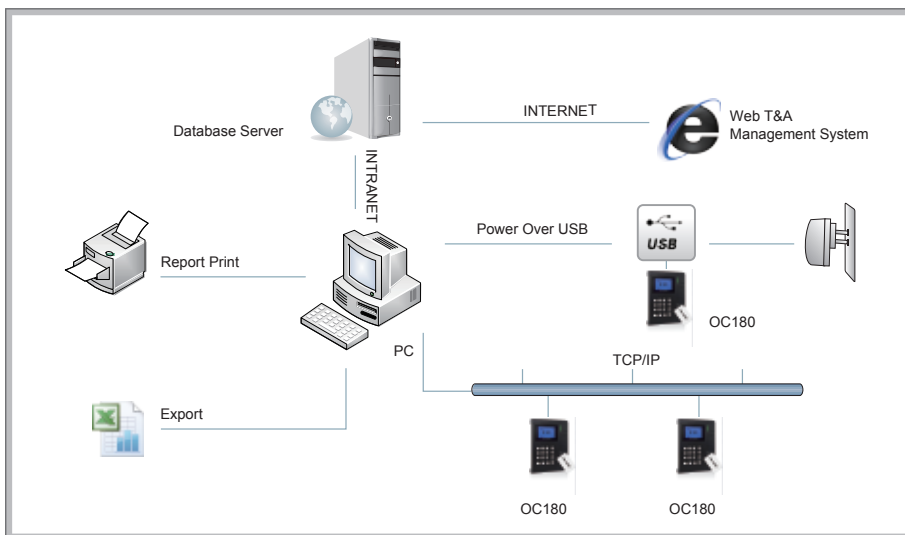 INTERNET
Web T&A
Management System
Database Server
INTRANET
Power Over USB
USB
Report Print
OC180
PC
TCP/IP
Export
OC180
OC180